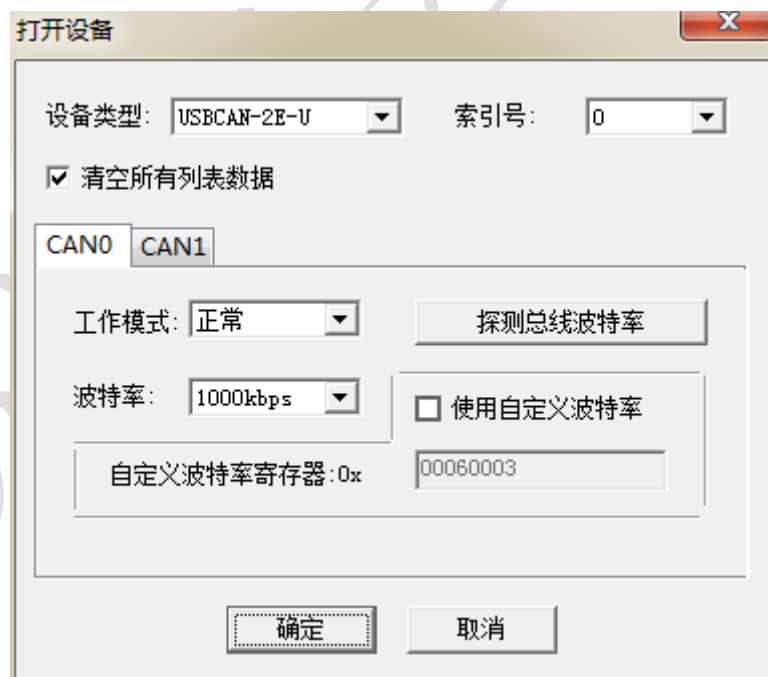 打开设备
设备类型: USBCAN-2E-U 索引号: 0
清空所有列表数据
CAN0 CAN1
工作模式: 正常 探测总线波特率
波特率: 1000kbps 使用自定义波特率
自定义波特率寄存器:0x 00060003
确定 取消